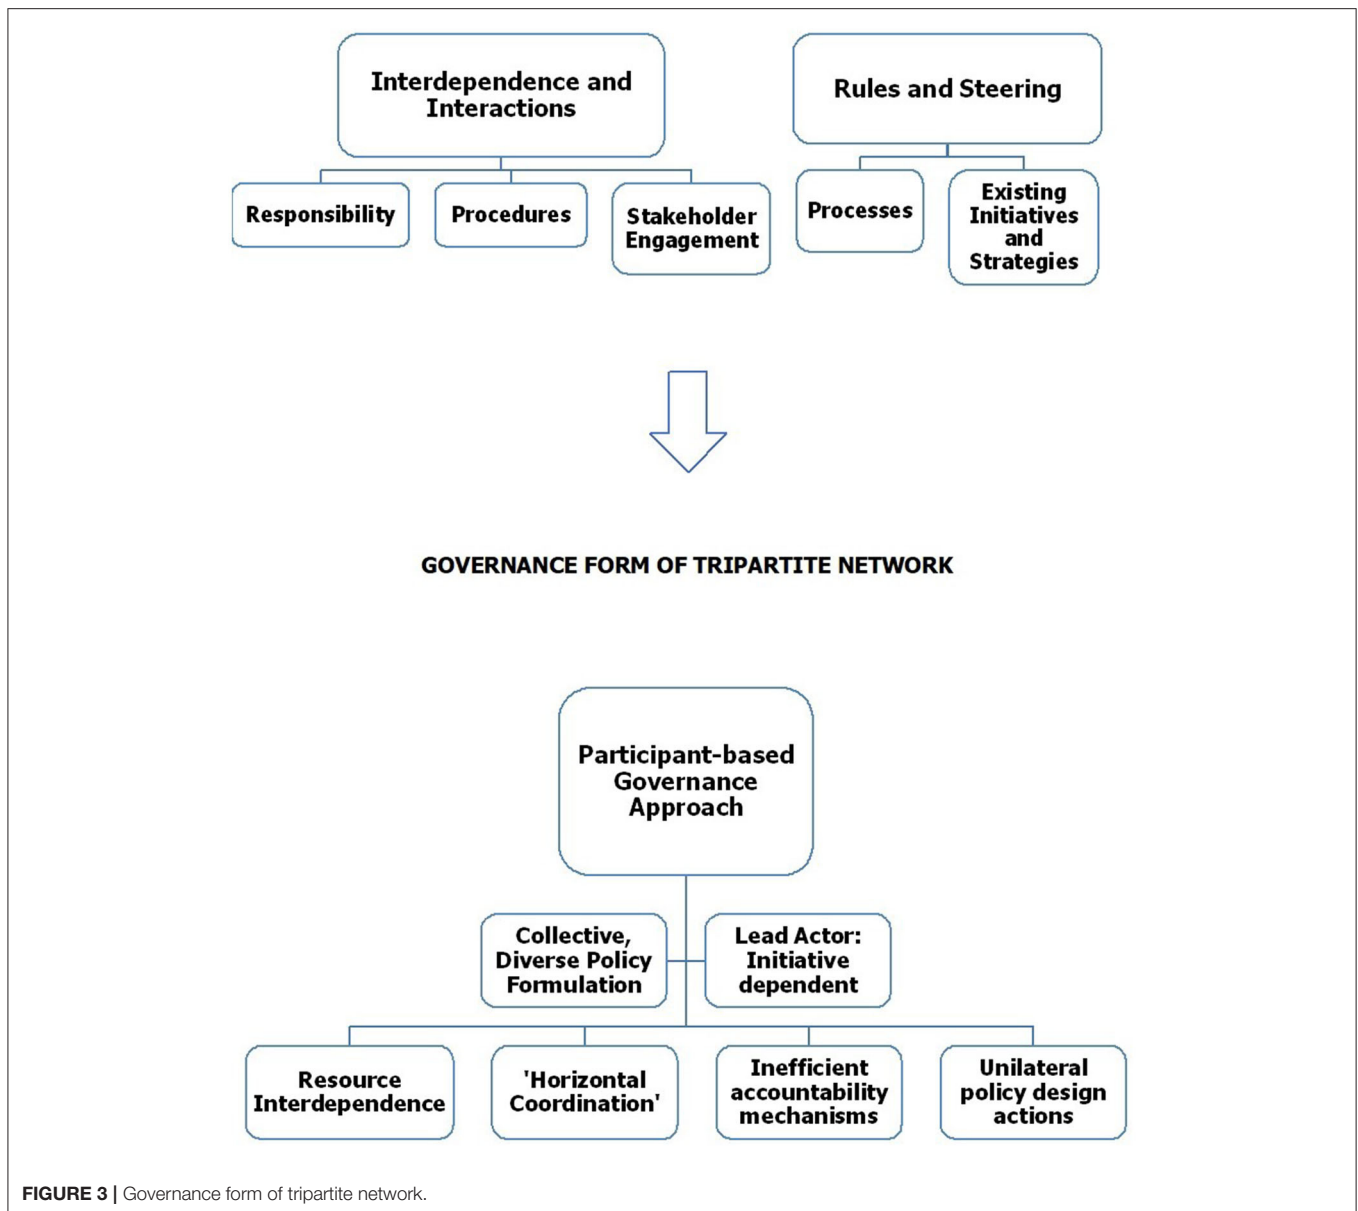 Interdependence and
Interactions
Rules and Steering
Responsibility
Procedures
Stakeholder
Engagement
Processes
Existing
Initiatives
and
Strategies
GOVERNANCE FORM OF TRIPARTITE NETWORK
Participant-based
Governance
Approach
Collective,
Diverse Policy
Formulation
Lead Actor:
Initiative
dependent
Resource
Interdependence
'Horizontal
Coordination'
Inefficient
accountability
mechanisms
Unilateral
policy design
actions
FIGURE 3 | Governance form of tripartite network.